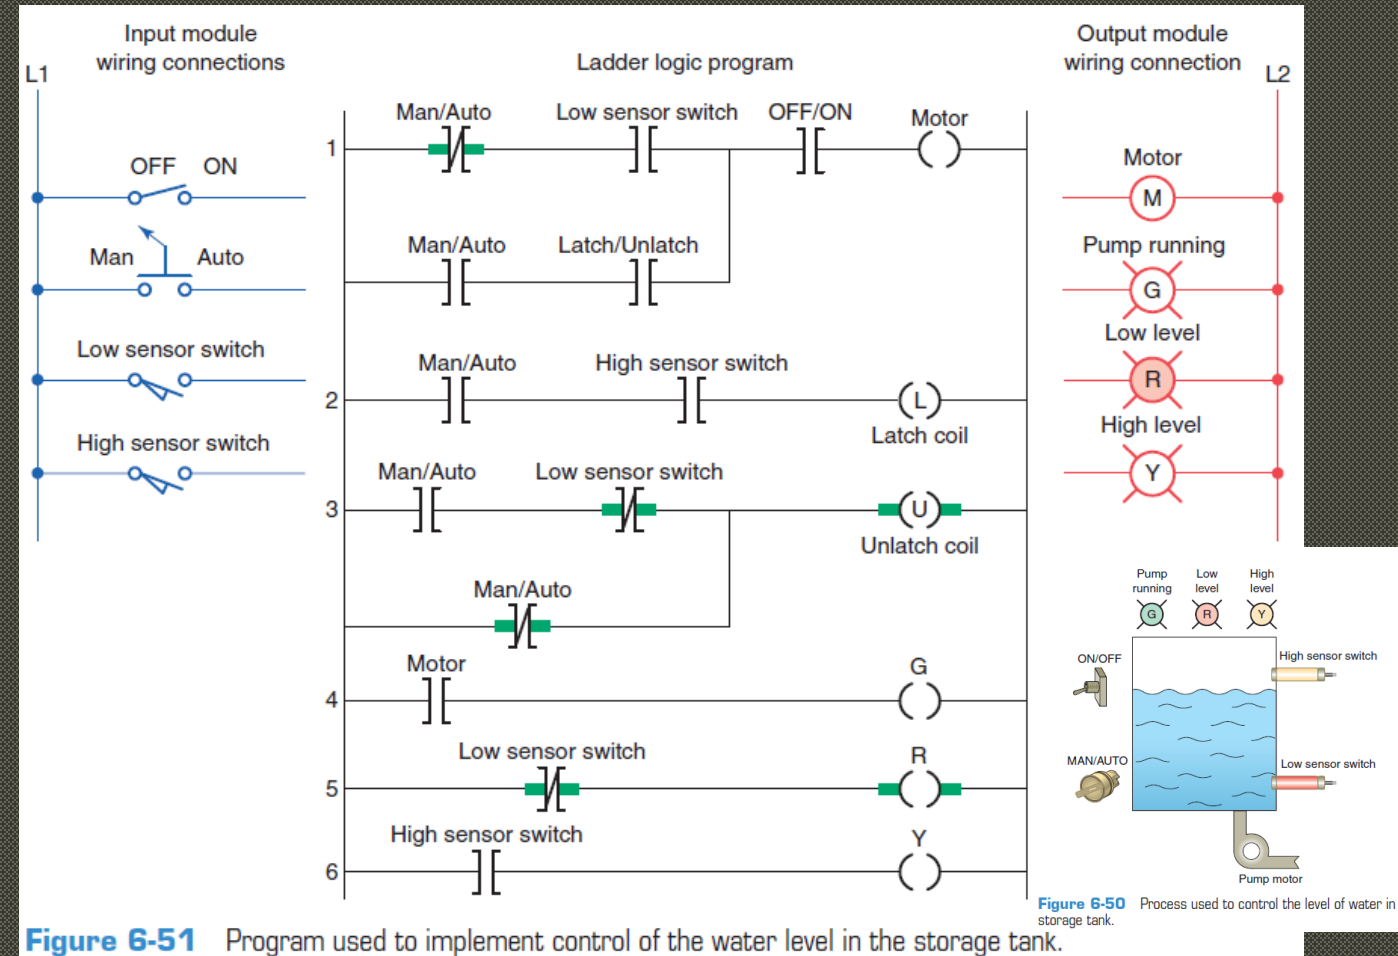 Input module
wiring connections
L1
OFF ON
Man Auto
Low sensor switch
High sensor switch
Ladder logic program
Man/Auto Low sensor switch OFF/ON Motor
1
Man/Auto Latch/Unlatch
Man/Auto High sensor switch
2 L
Latch coil
Man/Auto Low sensor switch
3 U
Unlatch coil
Man/Auto
Motor G
4
Low sensor switch R
5
High sensor switch Y
6
Output module
wiring connection
L2
Motor
M
Pump running
G
Low level
R
High level
Y
Pump Low High
running level level
G R Y
ON/OFF
High sensor switch
MAN/AUTO
Low sensor switch
Pump motor
Figure 6-50 Process used to control the level of water in
storage tank.
Figure 6-51 Program used to implement control of the water level in the storage tank.